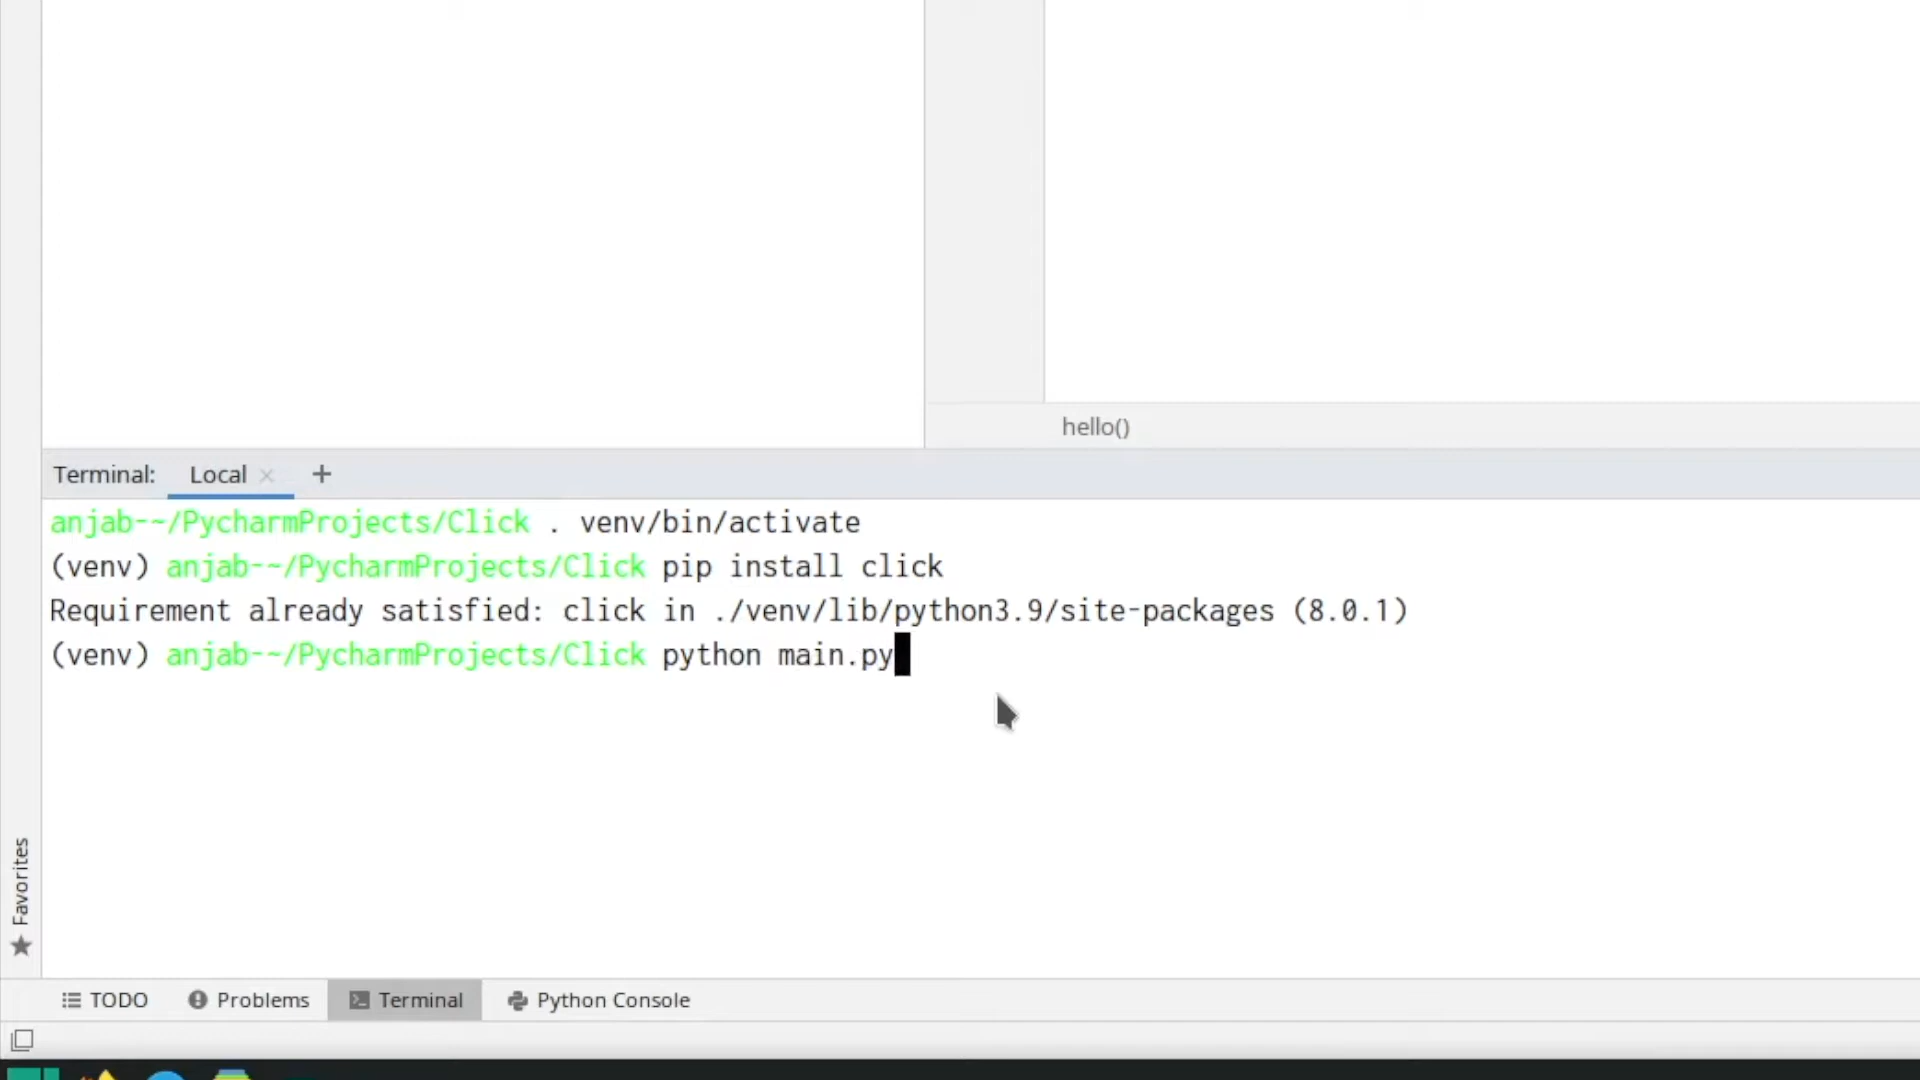 hello()
Terminal: Local × +
anjab~~/PycharmProjects/Click . venv/bin/activate
(venv) anjab~~/PycharmProjects/Click pip install click
Requirement already satisfied: click in ./venv/lib/python3.9/site-packages (8.0.1)
(venv) anjab~~/PycharmProjects/Click python main.py
Favorites
TODO Problems Terminal Python Console